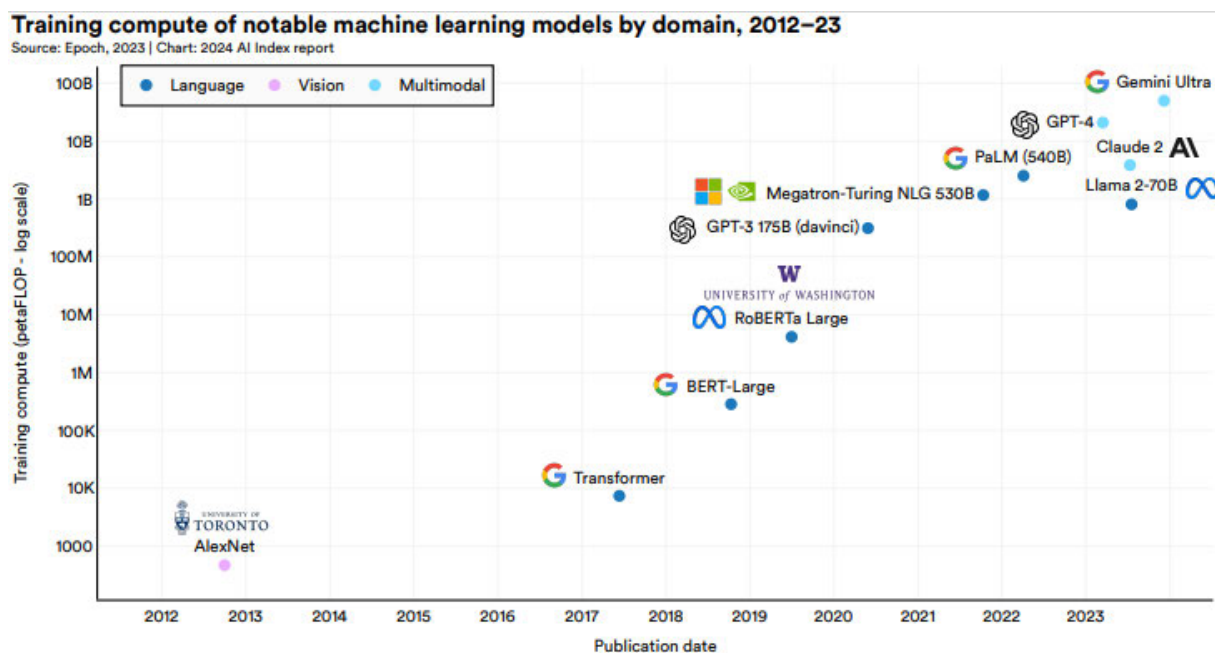 Training compute of notable machine learning models by domain, 2012–23
Source: Epoch, 2023 | Chart: 2024 AI Index report
Language
Vision
Multimodal
Training compute (petaFLOP - log scale)
100B
10B
1B
100M
10M
1M
100K
10K
1000
Gemini Ultra
GPT-4
Claude 2
AI
PaLM (540B)
Llama 2-70B
Megatron-Turing NLG 530B
GPT-3 175B (davinci)
W
UNIVERSITY of WASHINGTON
RoBERTa Large
BERT-Large
Transformer
UNIVERSITY OF
TORONTO
AlexNet
2012
2013
2014
2015
2016
2017
2018
2019
2020
2021
2022
2023
Publication date